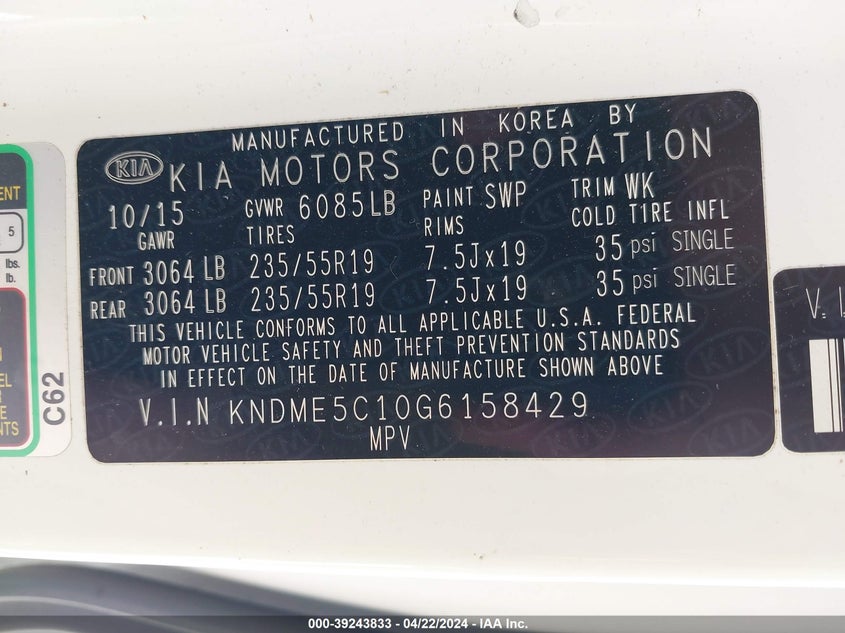 MANUFACTURED IN KOREA BY
KIA KIA MOTORS CORPORATION
10/15 GVWR 6085LB PAINT SWP TRIM WK
GAWR TIRES RIMS COLD TIRE INFL
FRONT 3064 LB 235/55R19 7.5Jx19 35 psi SINGLE
REAR 3064 LB 235/55R19 7.5Jx19 35 psi SINGLE
THIS VEHICLE CONFORMS TO ALL APPLICABLE U.S.A. FEDERAL
MOTOR VEHICLE SAFETY AND THEFT PREVENTION STANDARDS
IN EFFECT ON THE DATE OF MANUFACTURE SHOWN ABOVE
V.I.N KNDME5C10G6158429
MPV
5
lbs.
lb.
C62
000-39243833 - 04/22/2024 - IAA Inc.